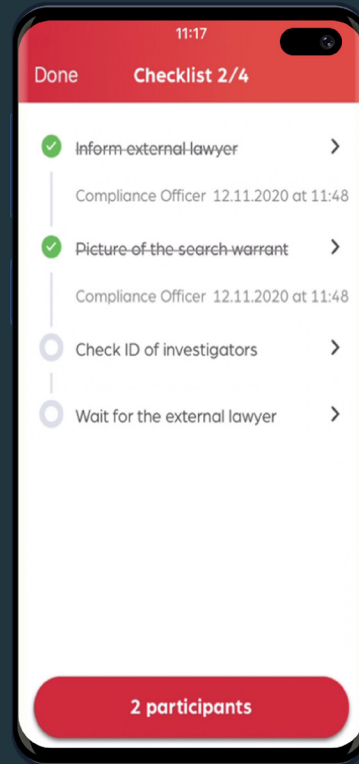 11:17
Done Checklist 2/4
Inform external lawyer
Compliance Officer 12.11.2020 at 11:48
Picture of the search warrant
Compliance Officer 12.11.2020 at 11:48
Check ID of investigators
Wait for the external lawyer
2 participants